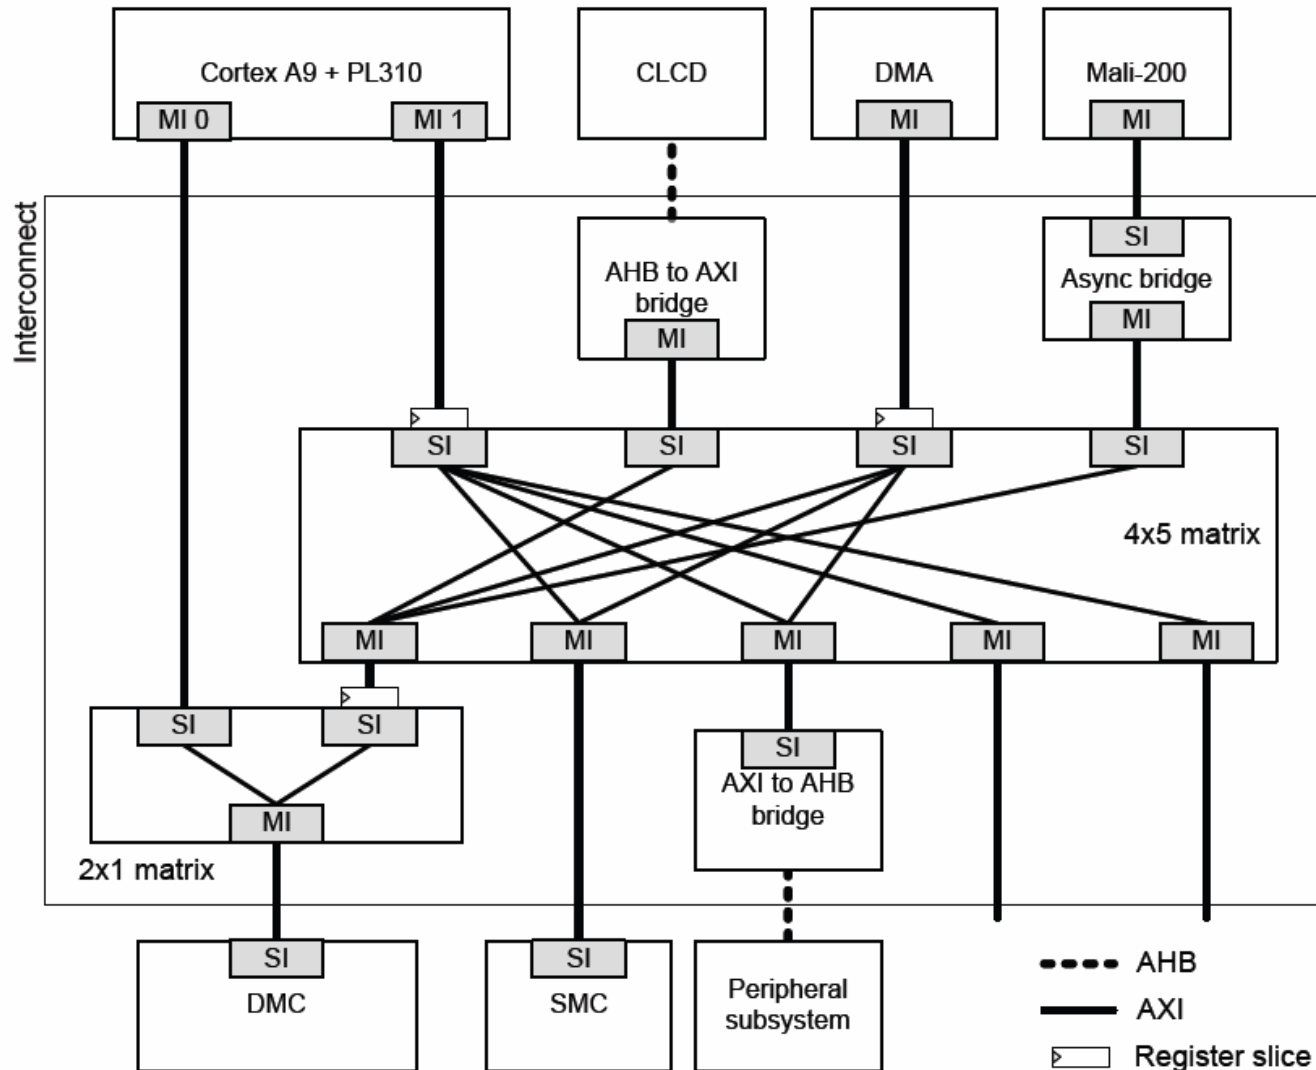 Cortex A9 + PL310
CLCD
DMA
Mali-200
MI 0
MI 1
MI
MI
Interconnect
SI
AHB to AXI
bridge
Async bridge
MI
MI
SI
SI
SI
SI
4x5 matrix
MI
MI
MI
MI
MI
SI
SI
SI
AXI to AHB
bridge
MI
2x1 matrix
SI
SI
DMC
SMC
Peripheral
subsystem
AHB
AXI
Register slice